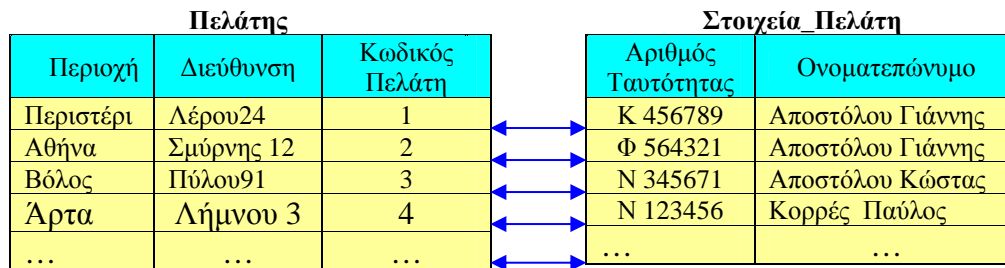 Πελάτης Στοιχεία_Πελάτη
Περιοχή Διεύθυνση Κωδικός Πελάτη Αριθμός Ταυτότητας Ονοματεπώνυμο
Περιστέρι Λέρου24 1 Κ 456789 Αποστόλου Γιάννης
Αθήνα Σμύρνης 12 2 Φ 564321 Αποστόλου Γιάννης
Βόλος Πύλου91 3 Ν 345671 Αποστόλου Κώστας
Άρτα Λήμνου 3 4 Ν 123456 Κορρές Παύλος
… … … … …